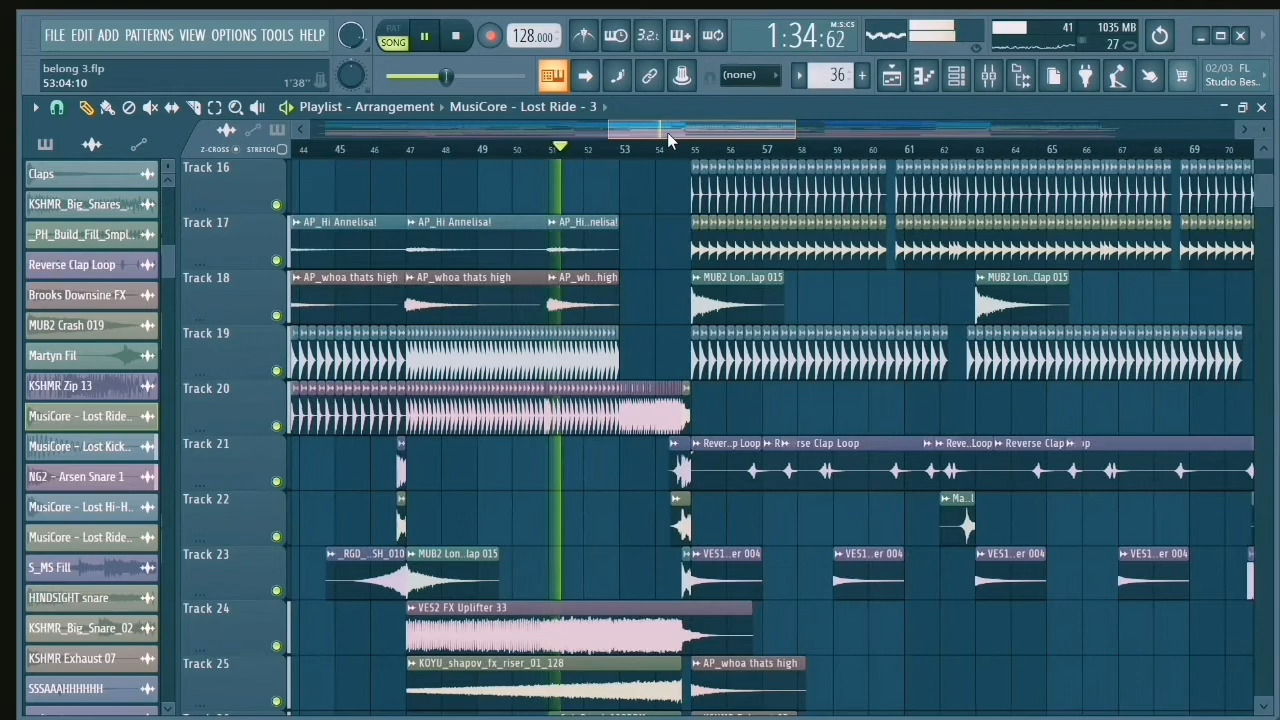 FILE EDIT ADD PATTERNS VIEW OPTIONS TOOLS HELP
PAT
SONG
128.000
3.2
1:34:62
M:S:CS
41
1035 MB
27
belong 3.flp
53:04:10
1'38"
(none)
36
02/03 FL
Studio Bes..
Playlist - Arrangement MusiCore - Lost Ride - 3
Z-CROSS STRETCH
44 45 46 47 48 49 50 51 52 53 54 55 56 57 58 59 60 61 62 63 64 65 66 67 68 69 70
Claps
KSHMR_Big_Snares_
_PH_Build_Fill_Smpl..
Reverse Clap Loop
Brooks Downsine FX
MUB2 Crash 019
Martyn Fil
KSHMR Zip 13
MusiCore - Lost Ride..
MusiCore - Lost Kick..
NG2 - Arsen Snare 1
MusiCore - Lost Hi-H..
MusiCore - Lost Ride..
S_MS Fill
HINDSIGHT snare
KSHMR_Big_Snare_02
KSHMR Exhaust 07
SSSAAAHHHHHH
Track 16
Track 17
AP_Hi Annelisa! AP_Hi Annelisa! AP_Hi..nelisa!
Track 18
AP_whoa thats high AP_whoa thats high AP_wh..high MUB2 Lon..lap 015 MUB2 Lon..Clap 015
Track 19
Track 20
Track 21
Rever..p Loop rse Clap Loop Reve..Loop Reverse Clap
Track 22
Ma..l
Track 23
_RGD_..SH_010 MUB2 Lon..lap 015 VES1..er 004 VES1..er 004 VES1..er 004 VES1..er 004
Track 24
VES2 FX Uplifter 33
Track 25
KOYU_shapov_fx_riser_01_128 AP_whoa thats high